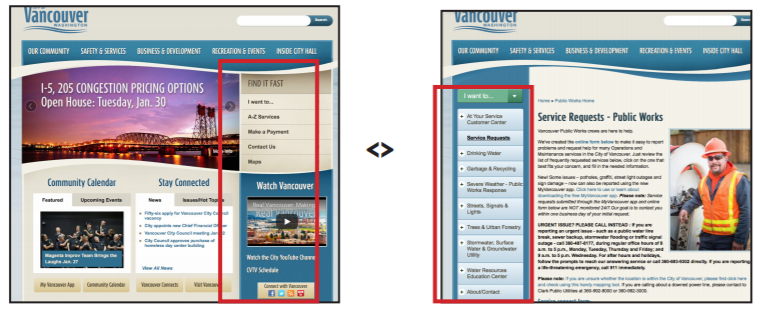 Vancouver
WASHINGTON
Search
OUR COMMUNITY SAFETY & SERVICES BUSINESS & DEVELOPMENT RECREATION & EVENTS INSIDE CITY HALL
I-5, 205 CONGESTION PRICING OPTIONS
Open House: Tuesday, Jan. 30
FIND IT FAST
I want to...
A-Z Services
Make a Payment
Contact Us
Maps
Community Calendar
Featured Upcoming Events
Magenta Improv Team Brings the
Laughs Jan. 27
Stay Connected
News Issues/Hot Topics
Fifty-six apply for Vancouver City Council
vacancy
City appoints new Chief Financial Officer
Vancouver City Council meeting Jan. 22
City Council approves purchase of
homeless day center building
View All News
Watch Vancouver
Watch the City YouTube Channel
CVTV Schedule
My Vancouver App Community Calendar Vancouver Connects Visit Vancouver
Connect with Vancouver
<>
Vancouver
WASHINGTON
OUR COMMUNITY SAFETY & SERVICES BUSINESS & DEVELOPMENT RECREATION & EVENTS INSIDE CITY HALL
I want to...
+ At Your Service
Customer Center
Service Requests
+ Drinking Water
+ Garbage & Recycling
+ Severe Weather - Public
Works Response
+ Streets, Signals &
Lights
+ Trees & Urban Forestry
+ Stormwater, Surface
Water & Groundwater
Utility
+ Water Resources
Education Center
+ About/Contact
Home » Public Works Home
Service Requests - Public Works
Vancouver Public Works crews are here to help.
We've created the online form below to make it easy to report
problems and request help for many Operations and
Maintenance services in the City of Vancouver. Just review the
list of frequently requested services below, click on the one that
best fits your concern, and fill in the needed information.
New! Some issues – potholes, graffiti, street light outages and
sign damage – now can also be reported using the new
MyVancouver app. Click here to use or learn about
downloading the free MyVancouver app. Please note: Service
requests submitted through the MyVancouver app and online
form below are NOT monitored 24/7. Our goal is to contact you
within one business day of your initial request.
URGENT ISSUE? PLEASE CALL INSTEAD : If you are
reporting an urgent issue - such as a public water line
break, sewer backup, stormwater flooding or traffic signal
outage - call 360-487-8177, during regular office hours of 9
a.m. to 5 p.m., Monday, Tuesday, Thursday and Friday; and
9 a.m. to 5 p.m. Wednesday. For after hours and holidays,
follow the prompts to reach our answering service or call 360-693-9302 directly. If you are reporting
a life-threatening emergency, call 911 immediately.
Please note: If you are unsure whether the location is within the City of Vancouver, please first click here
and check using this handy mapping tool. If you are calling about a downed power line, please contact to
Clark Public Utilities at 360-992-8000 or 360-992-3000.